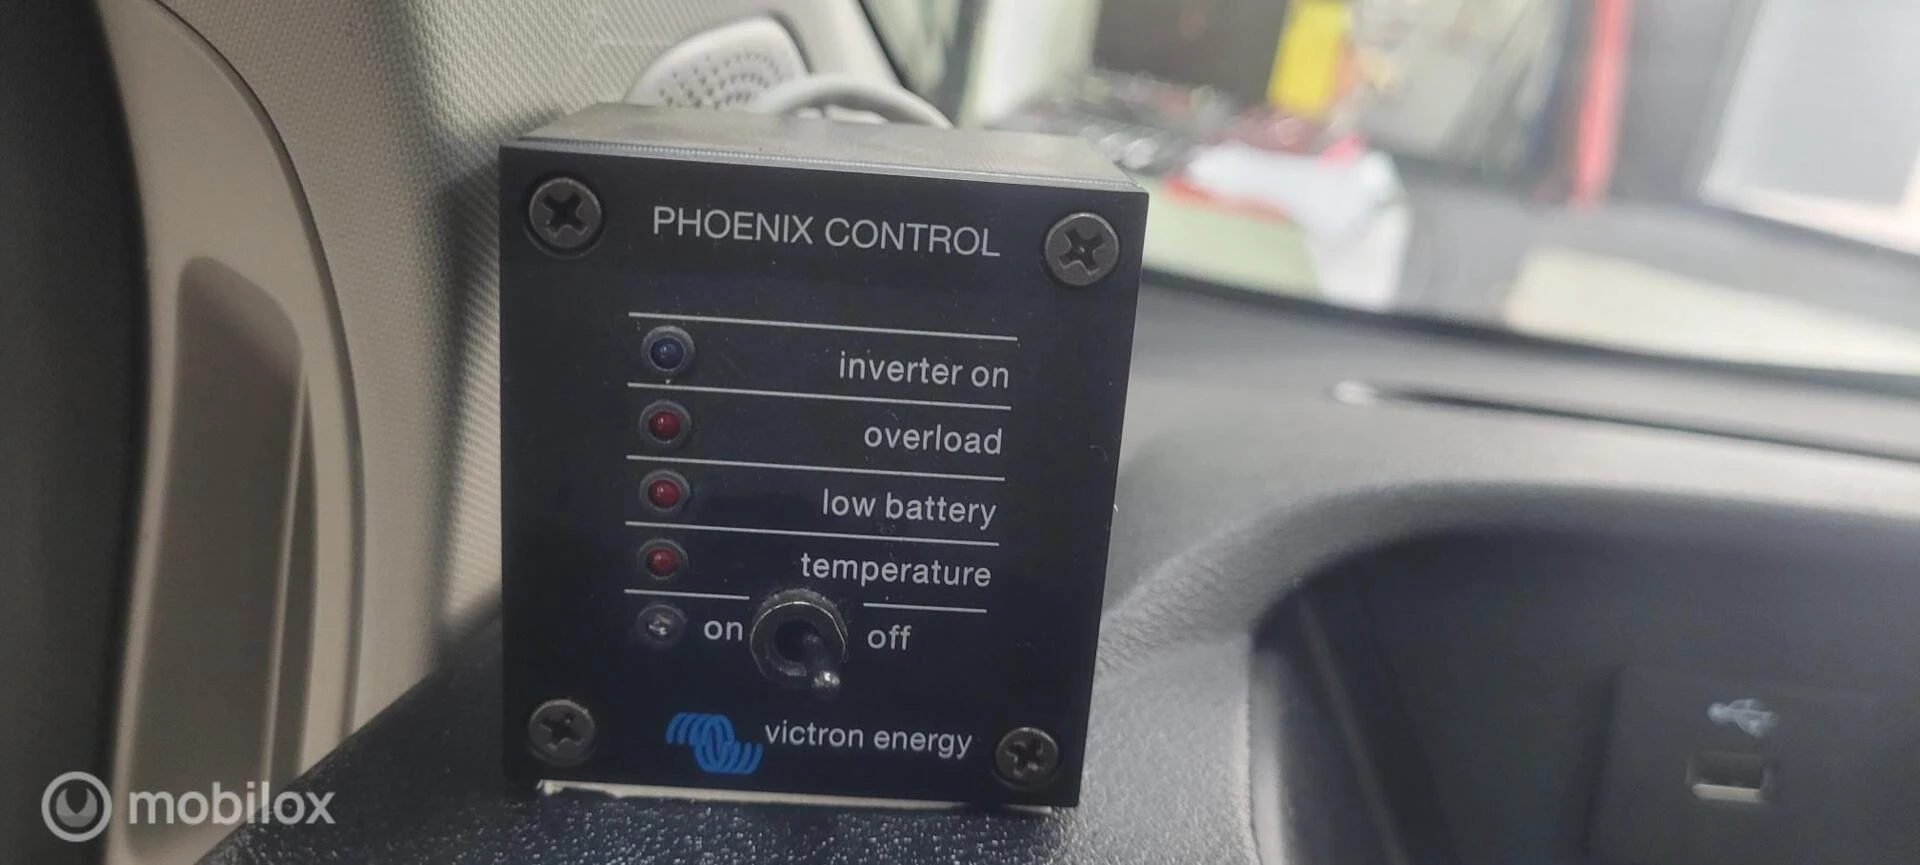 PHOENIX CONTROL
inverter on
overload
low battery
temperature
on off
victron energy
mobilox